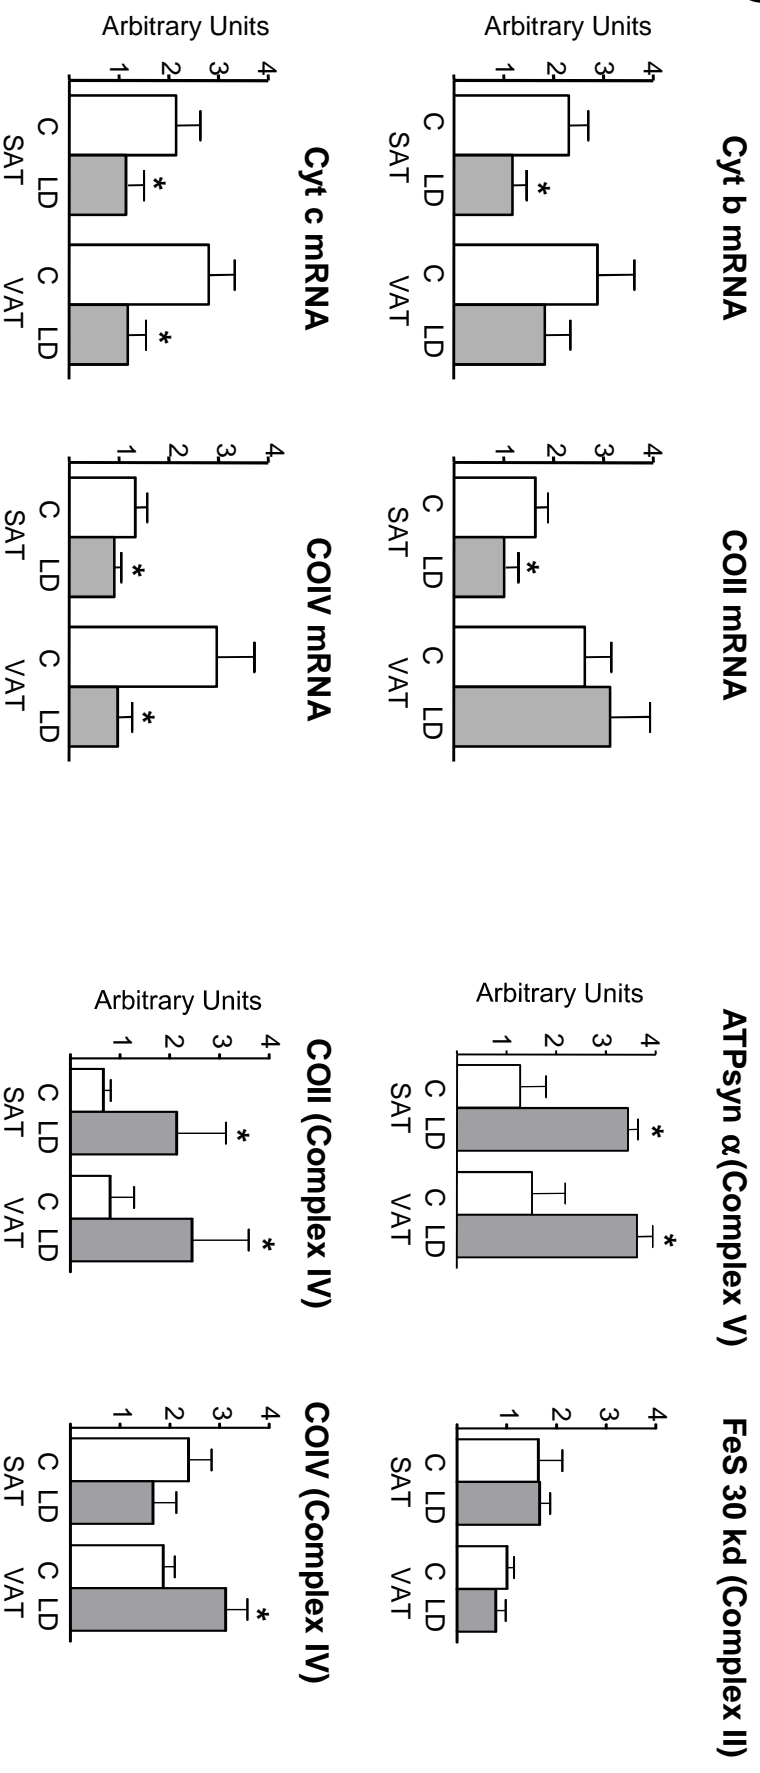 Cyt b mRNA
COII mRNA
Arbitrary Units
4
3
2
1
C LD C LD
SAT VAT
4
3
2
1
C LD C LD
SAT VAT
*
*
Cyt c mRNA
COIV mRNA
Arbitrary Units
4
3
2
1
C LD C LD
SAT VAT
4
3
2
1
C LD C LD
SAT VAT
*
*
*
*
ATPsyn α(Complex V)
FeS 30 kd (Complex II)
Arbitrary Units
4
3
2
1
C LD C LD
SAT VAT
4
3
2
1
C LD C LD
SAT VAT
*
*
COII (Complex IV)
COIV (Complex IV)
Arbitrary Units
4
3
2
1
C LD C LD
SAT VAT
4
3
2
1
C LD C LD
SAT VAT
*
*
*